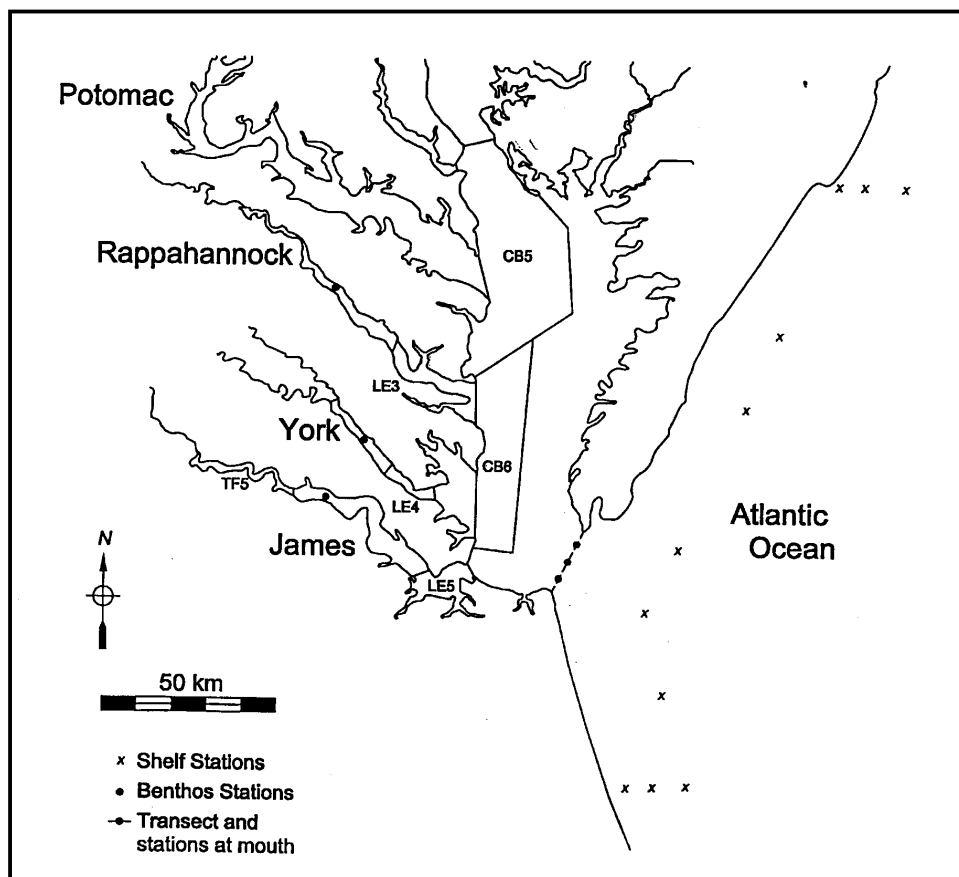 Potomac
Rappahannock
CB5
LE3
York
CB6
TF5
LE4
James
LE5
Atlantic
Ocean
N
50 km
x Shelf Stations
• Benthos Stations
Transect and
stations at mouth